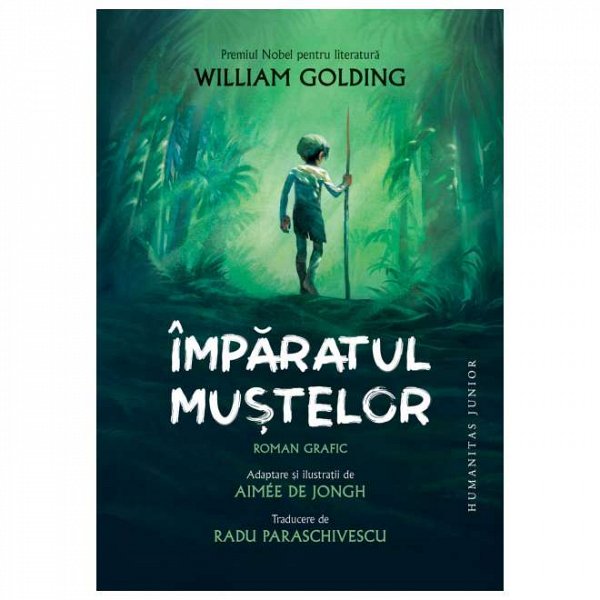 Premiul Nobel pentru literatură
WILLIAM GOLDING
ÎMPĂRATUL
MUȘTELOR
ROMAN GRAFIC
Adaptare și ilustrații de
AIMÉE DE JONGH
Traducere de
RADU PARASCHIVESCU
HUMANITAS JUNIOR